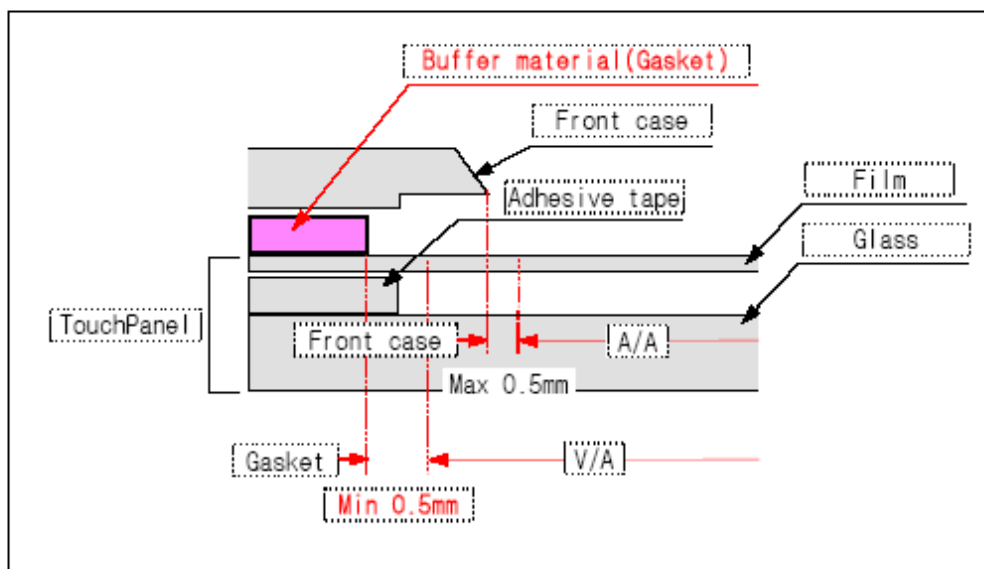 Buffer material(Gasket)
Front case
Film
Adhesive tape
Glass
TouchPanel
Front case
A/A
Max 0.5mm
Gasket
V/A
Min 0.5mm